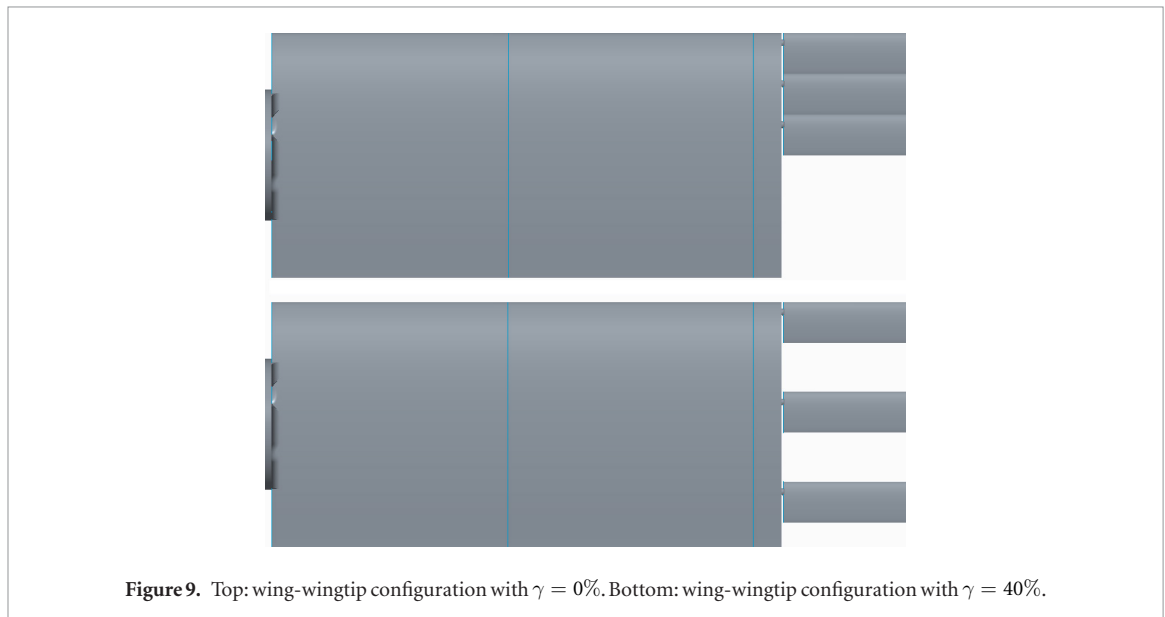 Figure 9. Top: wing-wingtip configuration with γ = 0%. Bottom: wing-wingtip configuration with γ = 40%.